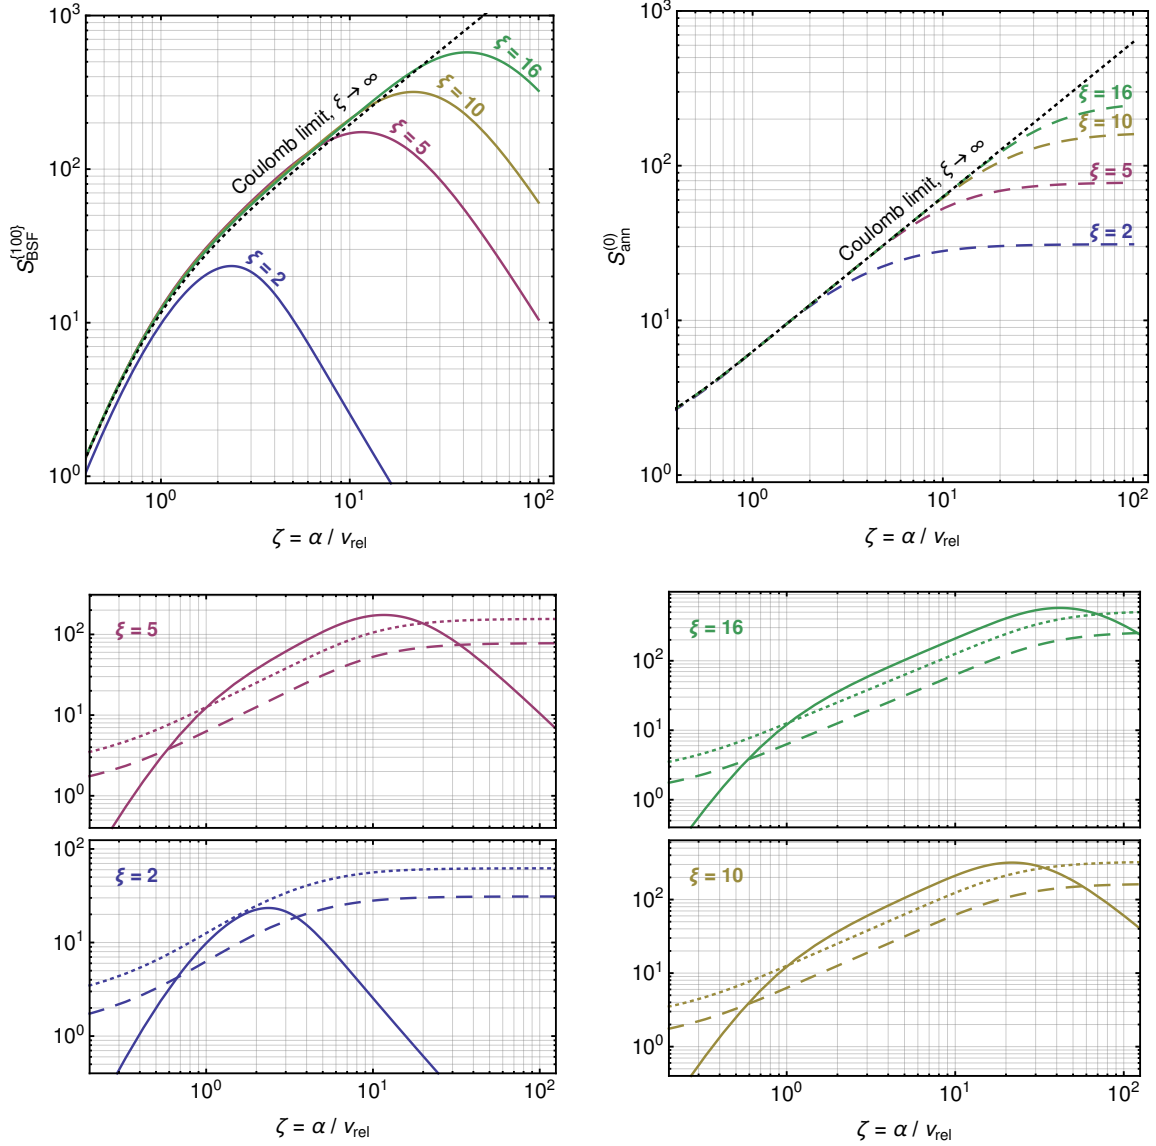 10³
10²
10¹
10⁰
S_BSF^{100}
Coulomb limit, ξ → ∞
ξ = 16
ξ = 10
ξ = 5
ξ = 2
10⁰ 10¹ 10²
ζ = α / v_rel
10³
10²
10¹
10⁰
S_ann^(0)
Coulomb limit, ξ → ∞
ξ = 16
ξ = 10
ξ = 5
ξ = 2
10⁰ 10¹ 10²
ζ = α / v_rel
ξ = 5
10²
10¹
10⁰
ξ = 2
10²
10¹
10⁰
10⁰ 10¹ 10²
ζ = α / v_rel
ξ = 16
10²
10¹
10⁰
ξ = 10
10²
10¹
10⁰
10⁰ 10¹ 10²
ζ = α / v_rel